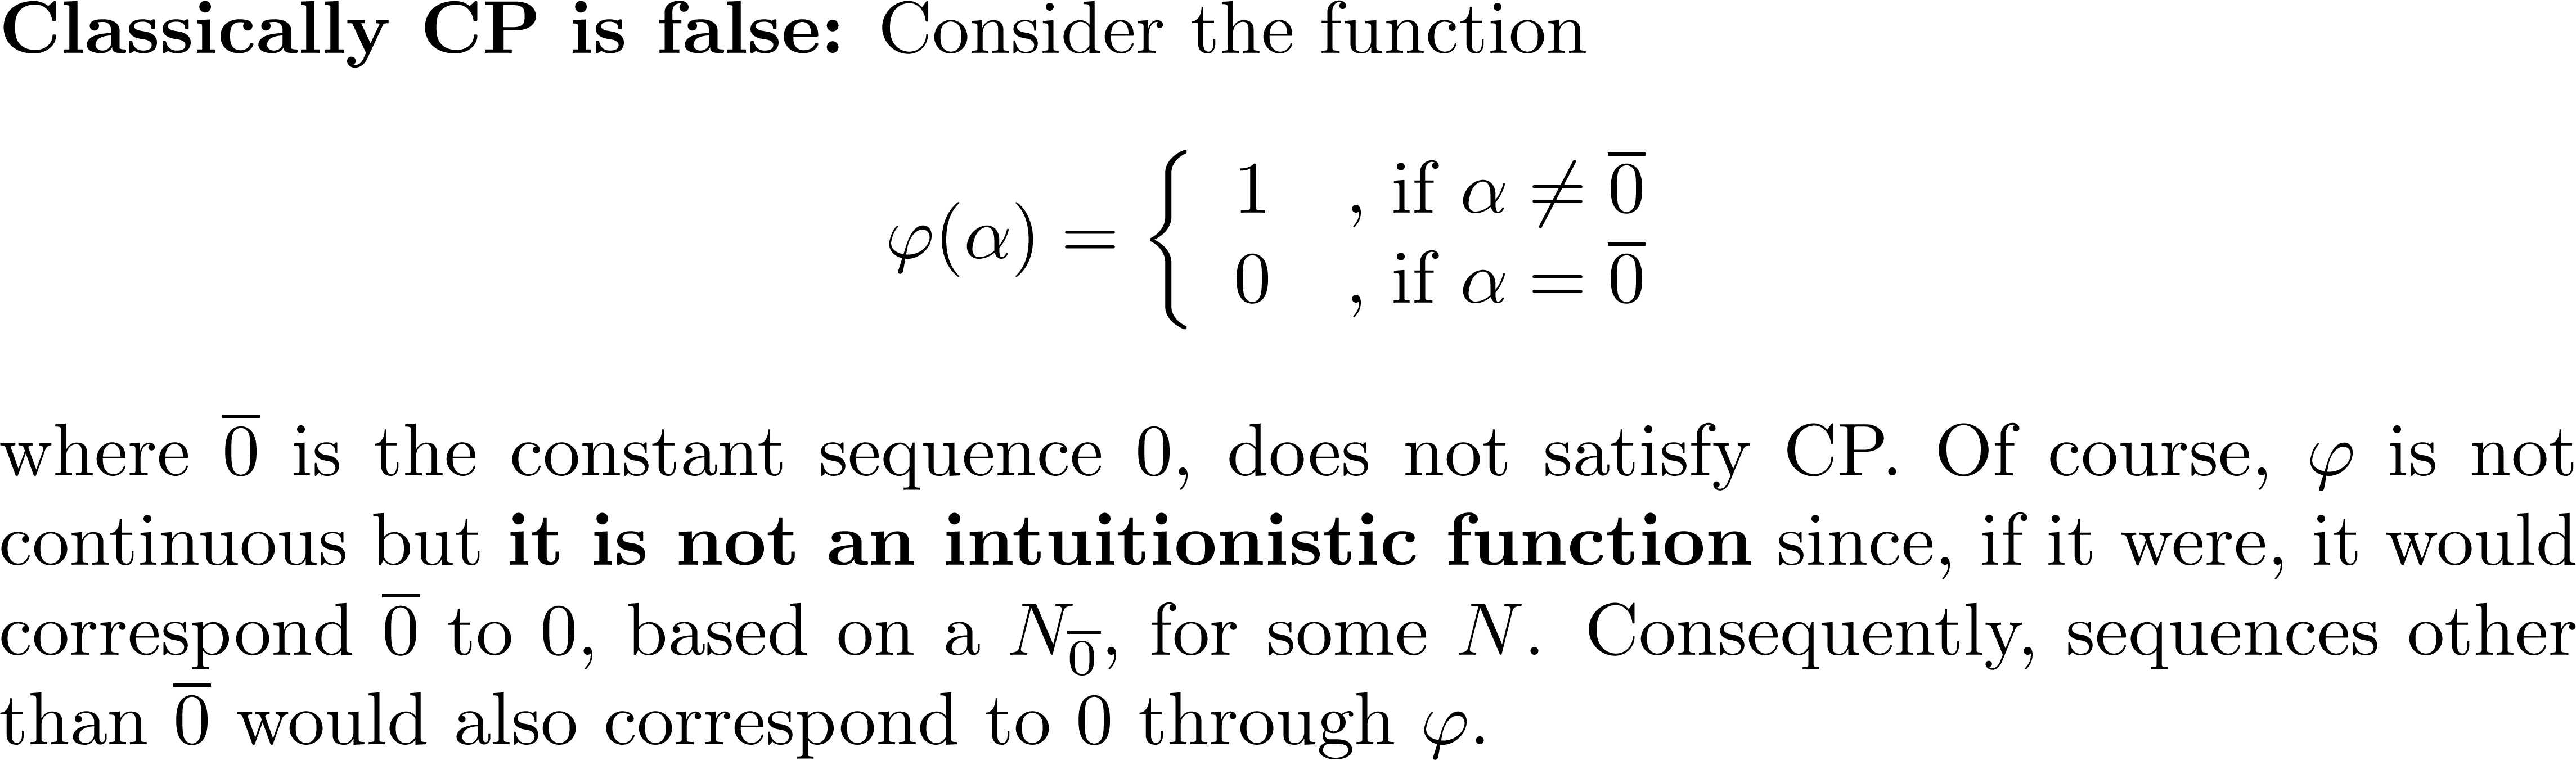 Classically CP is false: Consider the function
φ(α) = { 1 , if α ≠ 0̅
0 , if α = 0̅
where 0̅ is the constant sequence 0, does not satisfy CP. Of course, φ is not
continuous but it is not an intuitionistic function since, if it were, it would
correspond 0̅ to 0, based on a N_0̅, for some N. Consequently, sequences other
than 0̅ would also correspond to 0 through φ.